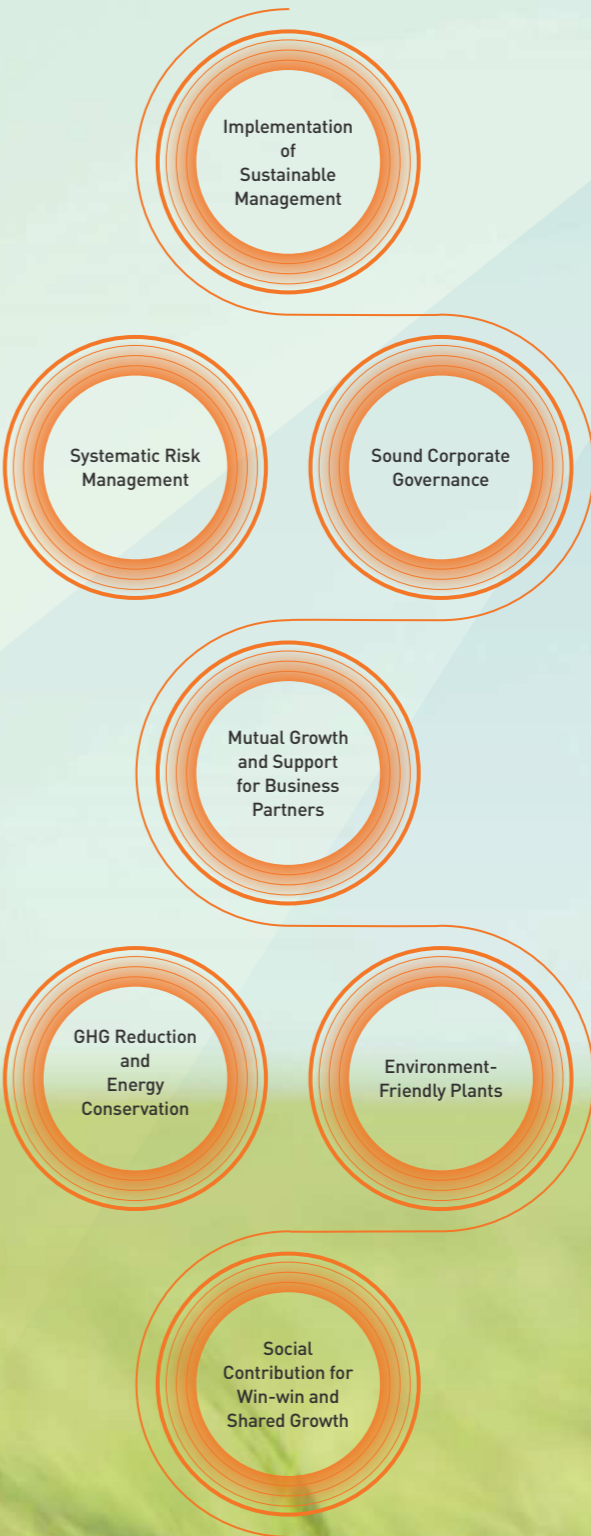 Implementation
of
Sustainable
Management
Systematic Risk
Management
Sound Corporate
Governance
Mutual Growth
and Support
for Business
Partners
GHG Reduction
and
Energy
Conservation
Environment-
Friendly Plants
Social
Contribution for
Win-win and
Shared Growth